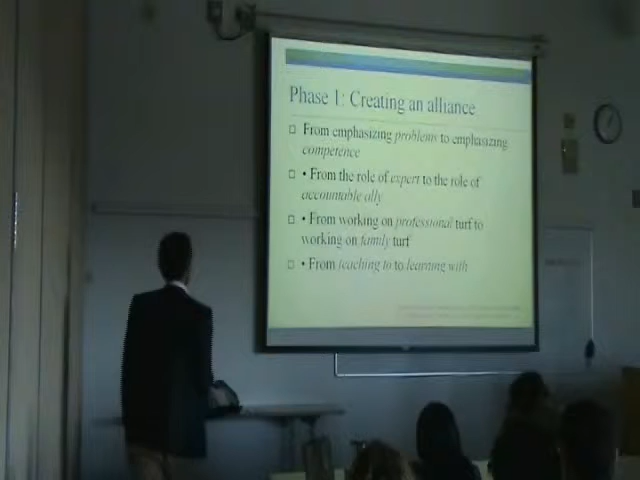 Phase 1: Creating an alliance
□ From emphasizing problems to emphasizing
competence
□ • From the role of expert to the role of
accountable ally
□ • From working on professional turf to
working on family turf
□ • From teaching to to learning with